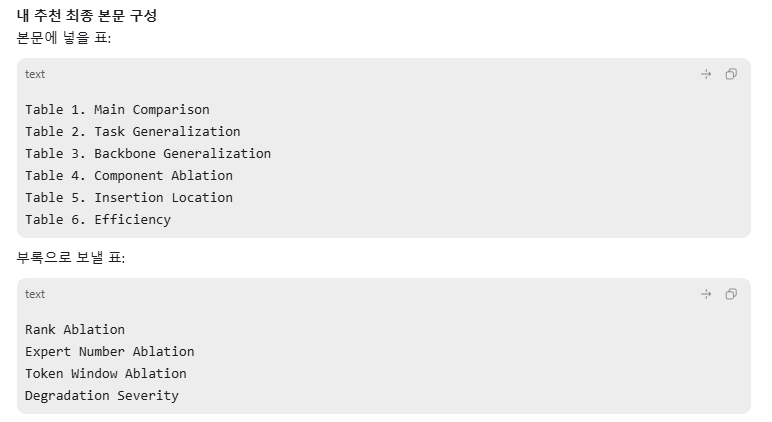 내 추천 최종 본문 구성
본문에 넣을 표:
text
Table 1. Main Comparison
Table 2. Task Generalization
Table 3. Backbone Generalization
Table 4. Component Ablation
Table 5. Insertion Location
Table 6. Efficiency
부록으로 보낼 표:
text
Rank Ablation
Expert Number Ablation
Token Window Ablation
Degradation Severity